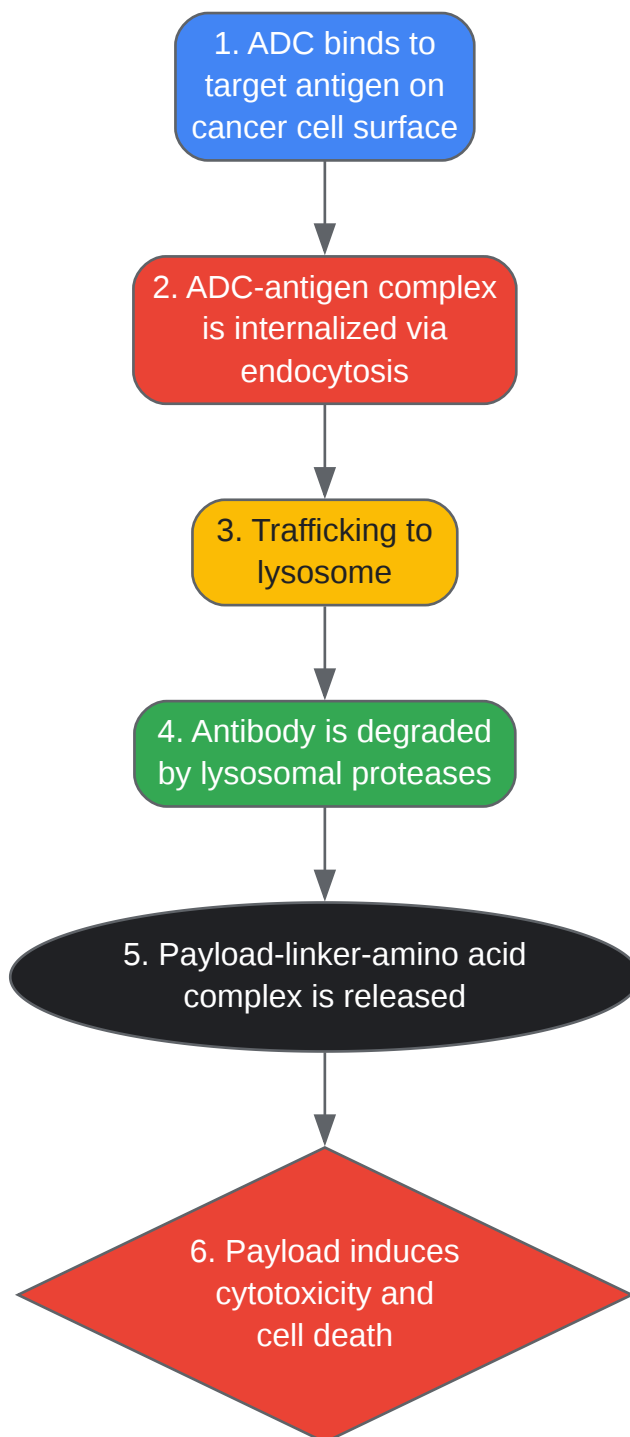 1. ADC binds to
target antigen on
cancer cell surface
2. ADC-antigen complex
is internalized via
endocytosis
3. Trafficking to
lysosome
4. Antibody is degraded
by lysosomal proteases
5. Payload-linker-amino acid
complex is released
6. Payload induces
cytotoxicity and
cell death